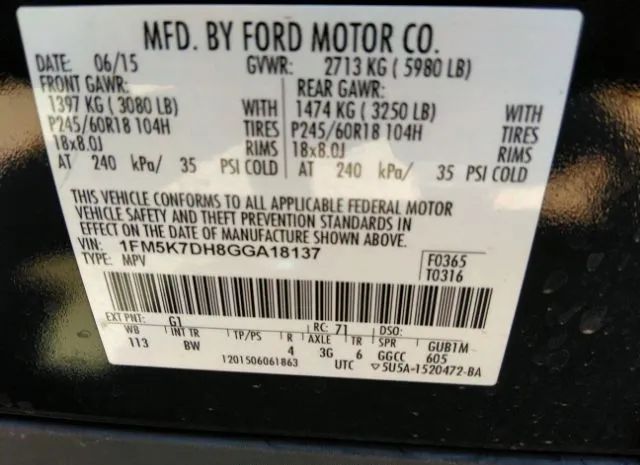 MFD. BY FORD MOTOR CO.
DATE: 06/15 GVWR: 2713 KG ( 5980 LB)
FRONT GAWR: REAR GAWR:
1397 KG ( 3080 LB) WITH 1474 KG ( 3250 LB) WITH
P245/60R18 104H TIRES P245/60R18 104H TIRES
18x8.0J RIMS 18x8.0J RIMS
AT 240 kPa/ 35 PSI COLD AT 240 kPa/ 35 PSI COLD
THIS VEHICLE CONFORMS TO ALL APPLICABLE FEDERAL MOTOR
VEHICLE SAFETY AND THEFT PREVENTION STANDARDS IN
EFFECT ON THE DATE OF MANUFACTURE SHOWN ABOVE.
VIN: 1FM5K7DH8GGA18137 F0365
TYPE: MPV T0316
EXT PNT: G1 RC: 71 DSO:
WB INT TR TP/PS R AXLE TR SPR GUB1M
113 BW 4 3G 6 GGCC 605
1201506061863 UTC ▽5U5A-1520472-BA